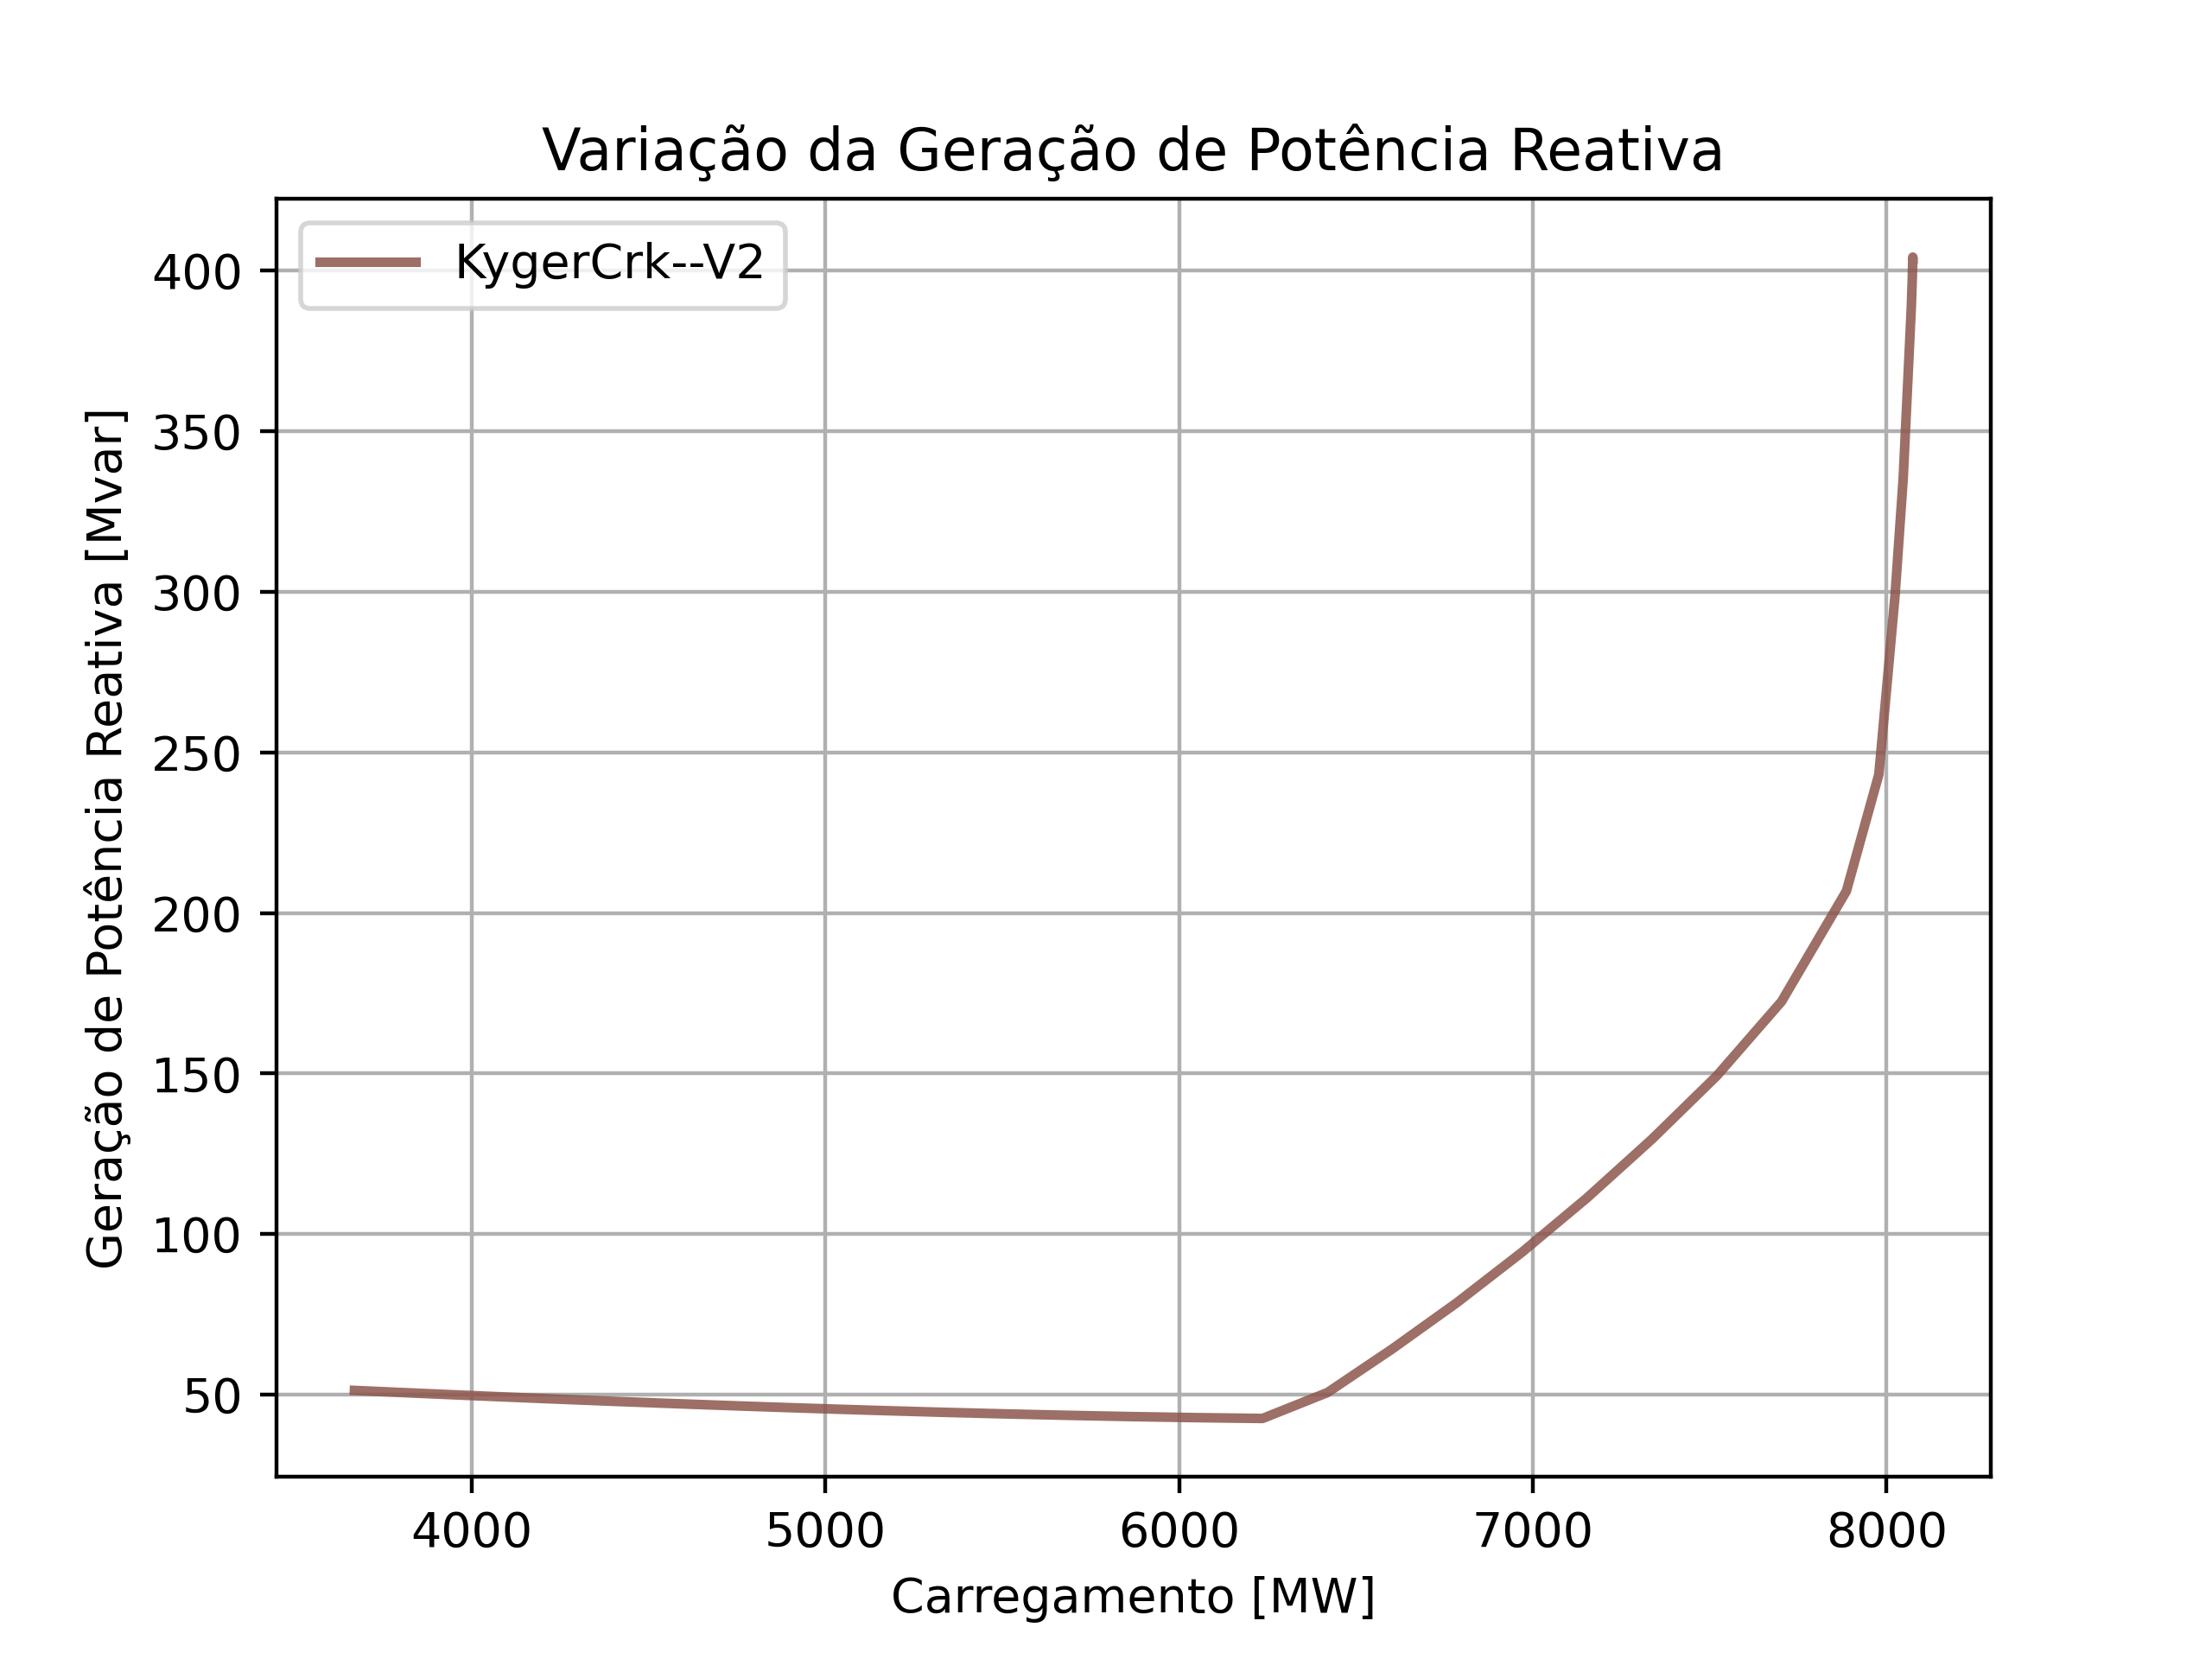 Variação da Geração de Potência Reativa
KygerCrk--V2
Geração de Potência Reativa [Mvar]
400
350
300
250
200
150
100
50
4000 5000 6000 7000 8000
Carregamento [MW]